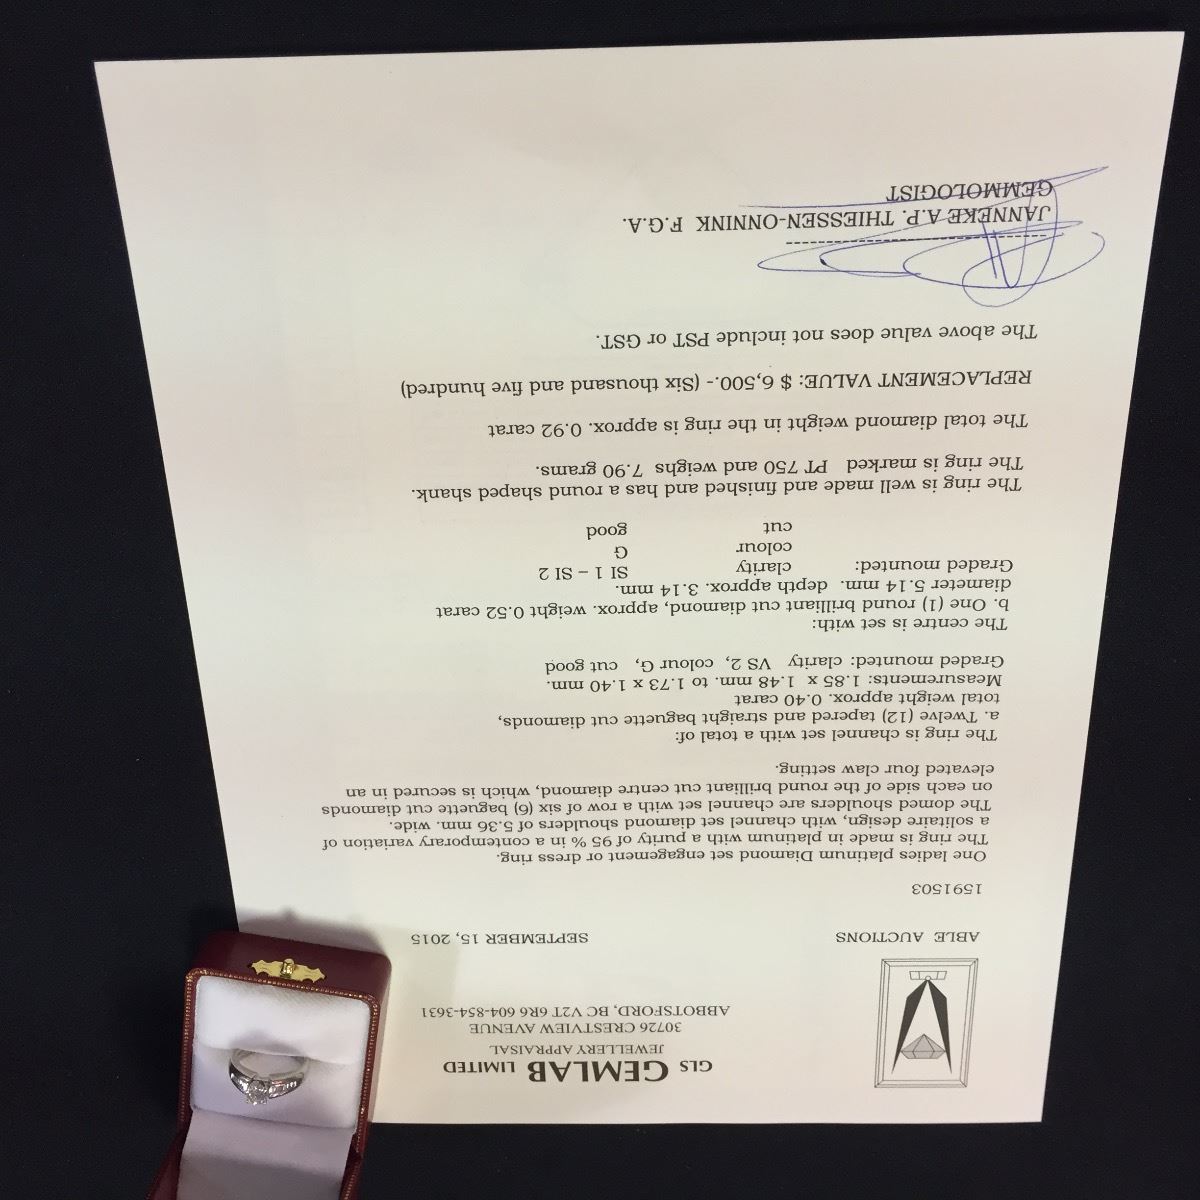 GLS GEMLAB LIMITED
JEWELLERY APPRAISAL
30726 CRESTVIEW AVENUE
ABBOTSFORD, BC V2T 6R6 604-854-3631
ABLE AUCTIONS SEPTEMBER 15, 2015
1591503
One ladies platinum Diamond set engagement or dress ring.
The ring is made in platinum with a purity of 95 % in a contemporary variation of
a solitaire design, with channel set diamond shoulders of 5.36 mm. wide.
The domed shoulders are channel set with a row of six (6) baguette cut diamonds
on each side of the round brilliant cut centre diamond, which is secured in an
elevated four claw setting.
The ring is channel set with a total of:
a. Twelve (12) tapered and straight baguette cut diamonds,
total weight approx. 0.40 carat
Measurements: 1.85 x 1.48 mm. to 1.73 x 1.40 mm.
Graded mounted: clarity VS 2, colour G, cut good
The centre is set with:
b. One (1) round brilliant cut diamond, approx. weight 0.52 carat
diameter 5.14 mm. depth approx. 3.14 mm.
Graded mounted: clarity SI 1 – SI 2
colour G
cut good
The ring is well made and finished and has a round shaped shank.
The ring is marked PT 750 and weighs 7.90 grams.
The total diamond weight in the ring is approx. 0.92 carat
REPLACEMENT VALUE: $ 6,500.- (Six thousand and five hundred)
The above value does not include PST or GST.
JANNEKE A.P. THIESSEN-ONNINK F.G.A.
GEMMOLOGIST